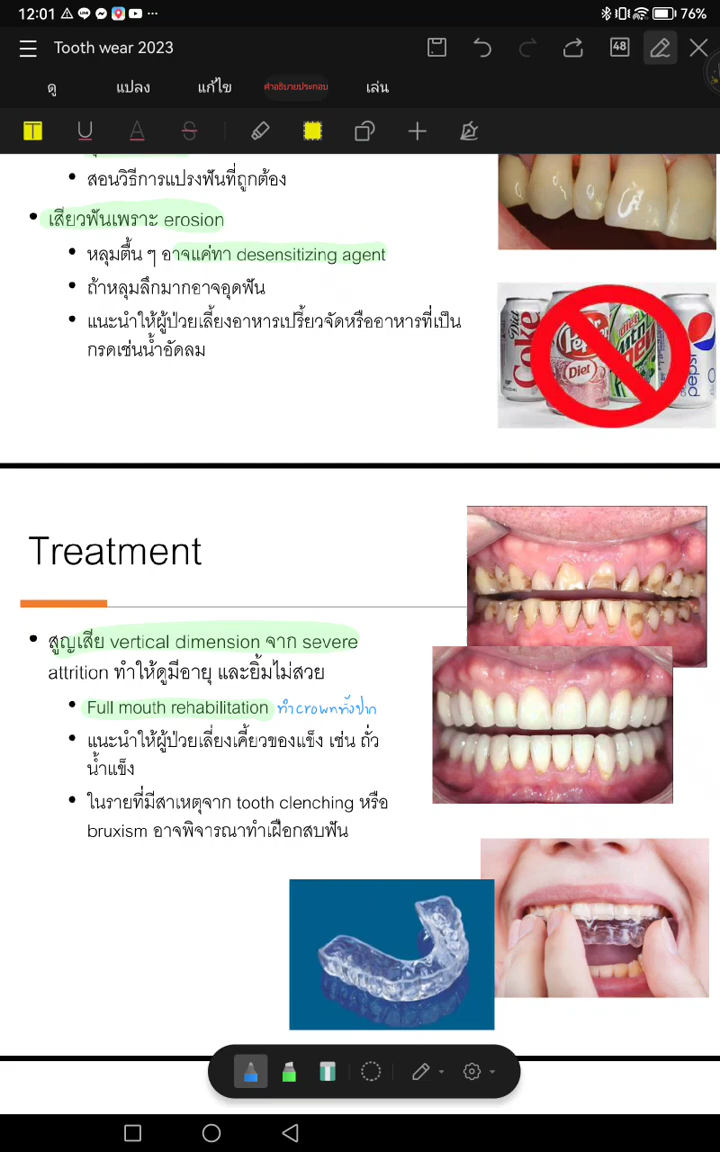 12:01
76%
Tooth wear 2023
48
ดู แปลง แก้ไข คำอธิบายประกอบ เล่น
T U A S
• สอนวิธีการแปรงฟันที่ถูกต้อง
• เสียวฟันเพราะ erosion
• หลุมตื้น ๆ อาจแค่ทา desensitizing agent
• ถ้าหลุมลึกมากอาจอุดฟัน
• แนะนำให้ผู้ป่วยเลี้ยงอาหารเปรี้ยวจัดหรืออาหารที่เป็น
กรดเช่นน้ำอัดลม
Diet Coke
Dr Pepper
Diet
pepsi
Treatment
• สูญเสีย vertical dimension จาก severe
attrition ทำให้ดูมีอายุ และยิ้มไม่สวย
• Full mouth rehabilitation ทำcrownทั้งปาก
• แนะนำให้ผู้ป่วยเลี่ยงเคี้ยวของแข็ง เช่น ถั่ว
น้ำแข็ง
• ในรายที่มีสาเหตุจาก tooth clenching หรือ
bruxism อาจพิจารณาทำเฝือกสบฟัน